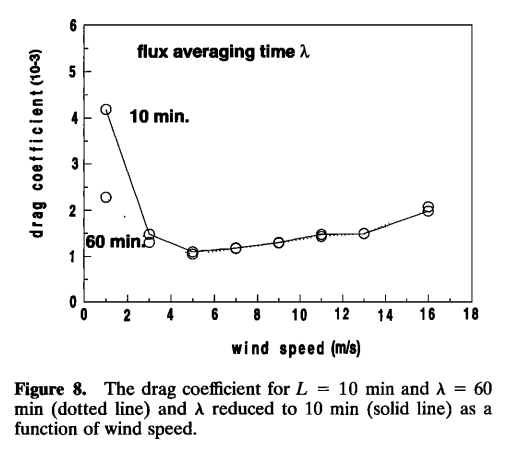 6
flux averaging time λ
5
4
10 min.
3
2
60 min.
1
0
0 2 4 6 8 10 12 14 16 18
drag coefficient (10-3)
wind speed (m/s)
Figure 8. The drag coefficient for L = 10 min and λ = 60
min (dotted line) and λ reduced to 10 min (solid line) as a
function of wind speed.